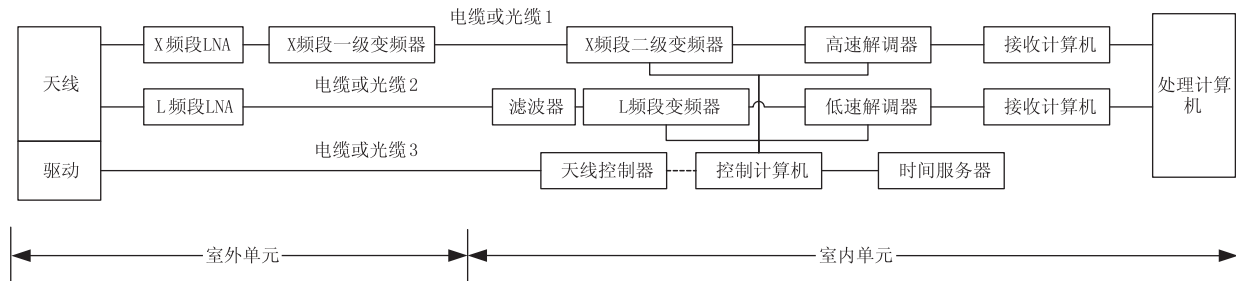 电缆或光缆1
X频段LNA
X频段一级变频器
X频段二级变频器
高速解调器
接收计算机
天线
电缆或光缆2
处理计算
机
L频段LNA
滤波器
L频段变频器
低速解调器
接收计算机
电缆或光缆3
驱动
天线控制器
控制计算机
时间服务器
室外单元
室内单元